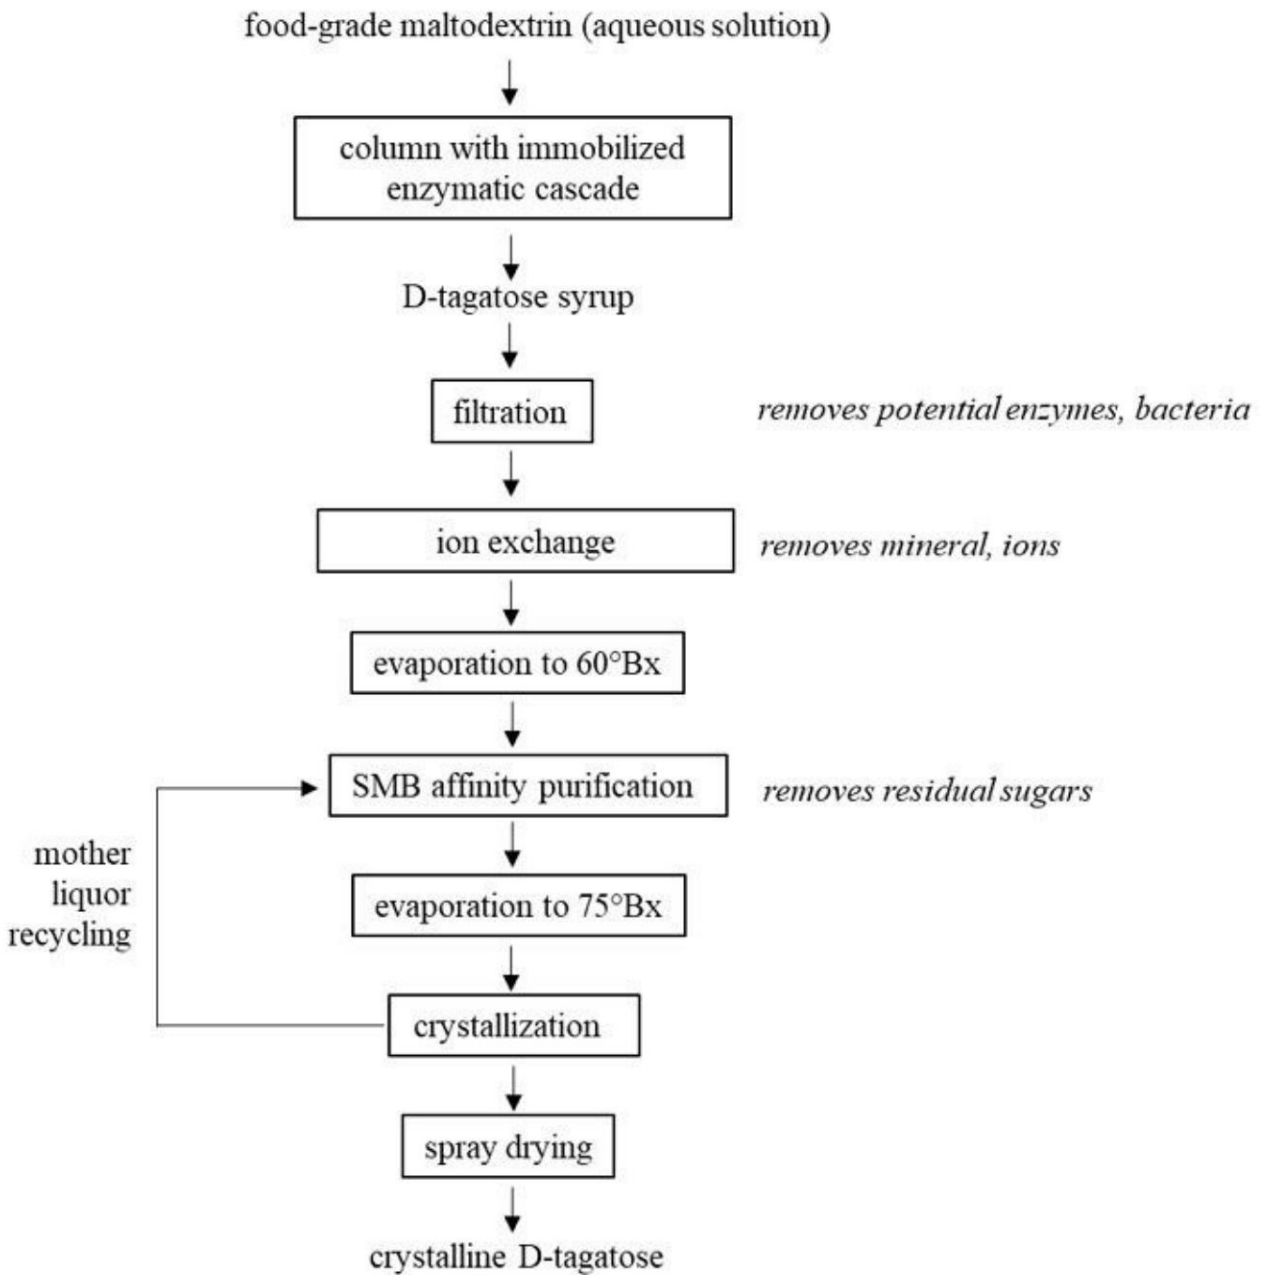 food-grade maltodextrin (aqueous solution)
column with immobilized
enzymatic cascade
D-tagatose syrup
filtration
removes potential enzymes, bacteria
ion exchange
removes mineral, ions
evaporation to 60°Bx
SMB affinity purification
removes residual sugars
mother
liquor
recycling
evaporation to 75°Bx
crystallization
spray drying
crystalline D-tagatose